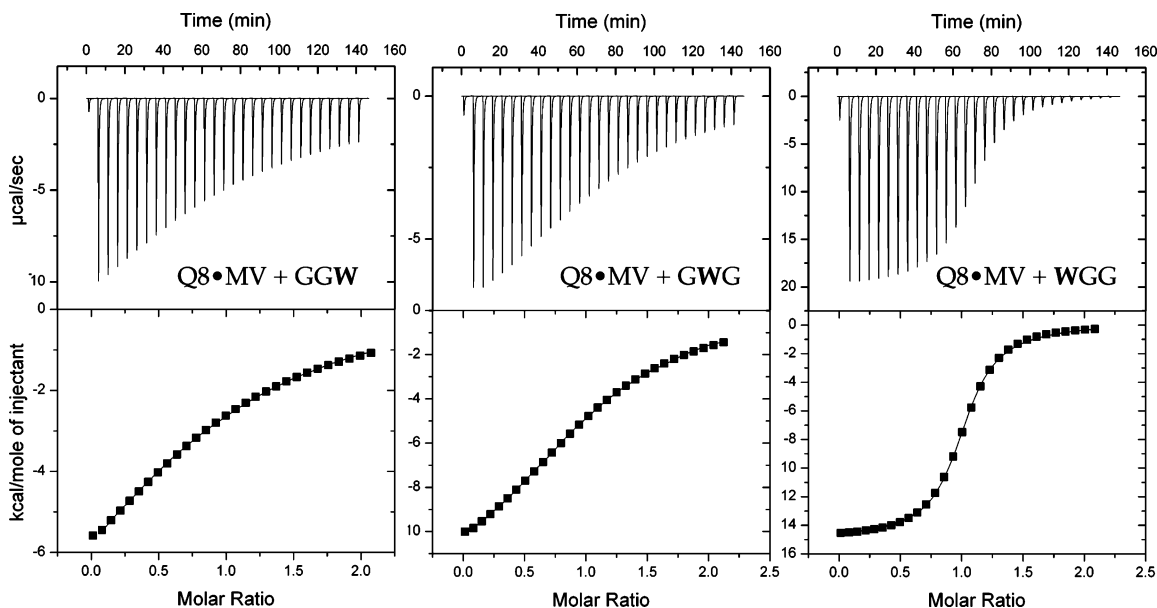 Time (min)
Time (min)
Time (min)
0 20 40 60 80 100 120 140 160
0 20 40 60 80 100 120 140 160
0 20 40 60 80 100 120 140 160
0
-5
10
0
µcal/sec
Q8•MV + GGW
0
-5
0
Q8•MV + GWG
0
-5
10
15
20
Q8•MV + WGG
-2
-4
-6
kcal/mole of injectant
-2
-4
-6
-8
10
0
-2
-4
-6
-8
10
12
14
16
0.0 0.5 1.0 1.5 2.0
0.0 0.5 1.0 1.5 2.0 2.5
0.0 0.5 1.0 1.5 2.0 2.5
Molar Ratio
Molar Ratio
Molar Ratio